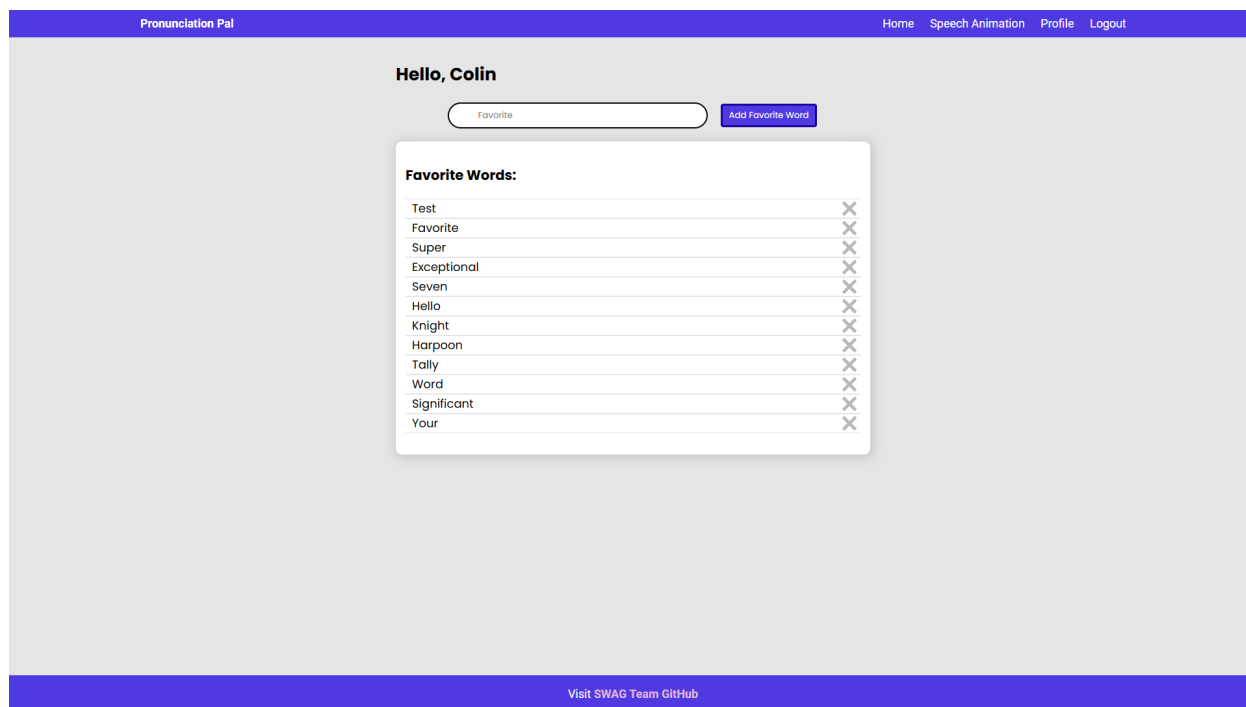 Pronunciation Pal Home Speech Animation Profile Logout
Hello, Colin
Favorite Add Favorite Word
Favorite Words:
Test
Favorite
Super
Exceptional
Seven
Hello
Knight
Harpoon
Tally
Word
Significant
Your
Visit SWAG Team GitHub